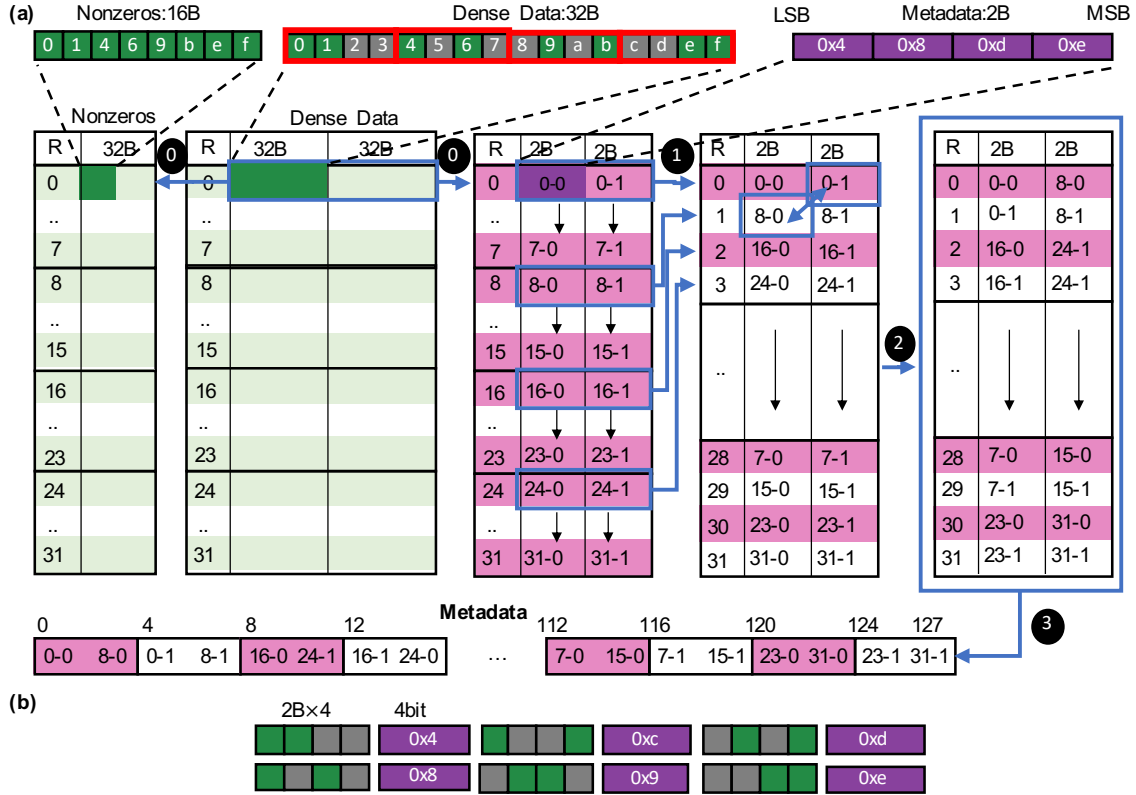 (a)
Nonzeros:16B
Dense Data:32B
LSB
Metadata:2B
MSB
0 1 4 6 9 b e f
0 1 2 3 4 5 6 7 8 9 a b c d e f
0x4 0x8 0xd 0xe
Nonzeros
Dense Data
R 32B
R 32B 32B
R 2B 2B
R 2B 2B
R 2B 2B
0
0
1
0
..
7
8
..
15
16
..
23
24
..
31
0
..
7
8
..
15
16
..
23
24
..
31
0 0-0 0-1
..
7 7-0 7-1
8 8-0 8-1
..
15 15-0 15-1
16 16-0 16-1
..
23 23-0 23-1
24 24-0 24-1
..
31 31-0 31-1
0 0-0 0-1
1 8-0 8-1
2 16-0 16-1
3 24-0 24-1
..
28 7-0 7-1
29 15-0 15-1
30 23-0 23-1
31 31-0 31-1
2
0 0-0 8-0
1 0-1 8-1
2 16-0 24-1
3 16-1 24-1
..
28 7-0 15-0
29 7-1 15-1
30 23-0 31-0
31 23-1 31-1
3
Metadata
0 4 8 12 112 116 120 124 127
0-0 8-0 0-1 8-1 16-0 24-1 16-1 24-0 ... 7-0 15-0 7-1 15-1 23-0 31-0 23-1 31-1
(b)
2B×4 4bit
0x4 0xc 0xd
0x8 0x9 0xe